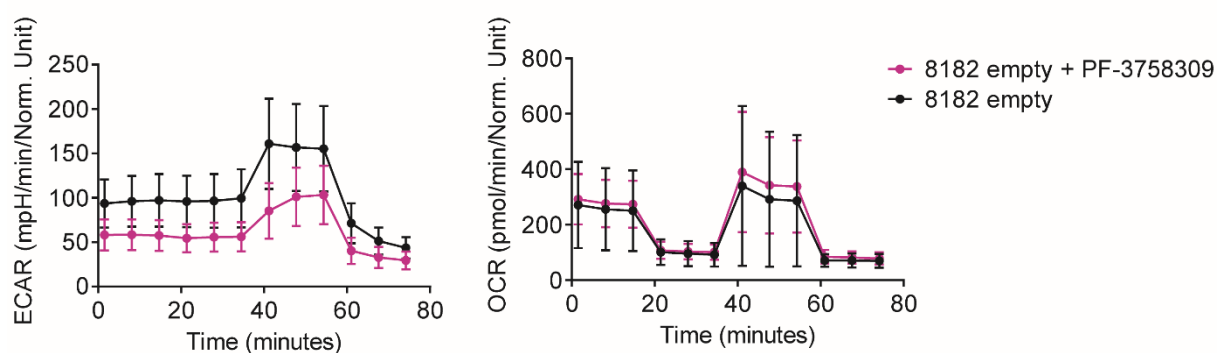 ECAR (mpH/min/Norm. Unit)
250
200
150
100
50
0
0 20 40 60 80
Time (minutes)
OCR (pmol/min/Norm. Unit)
800
600
400
200
0
0 20 40 60 80
Time (minutes)
8182 empty + PF-3758309
8182 empty